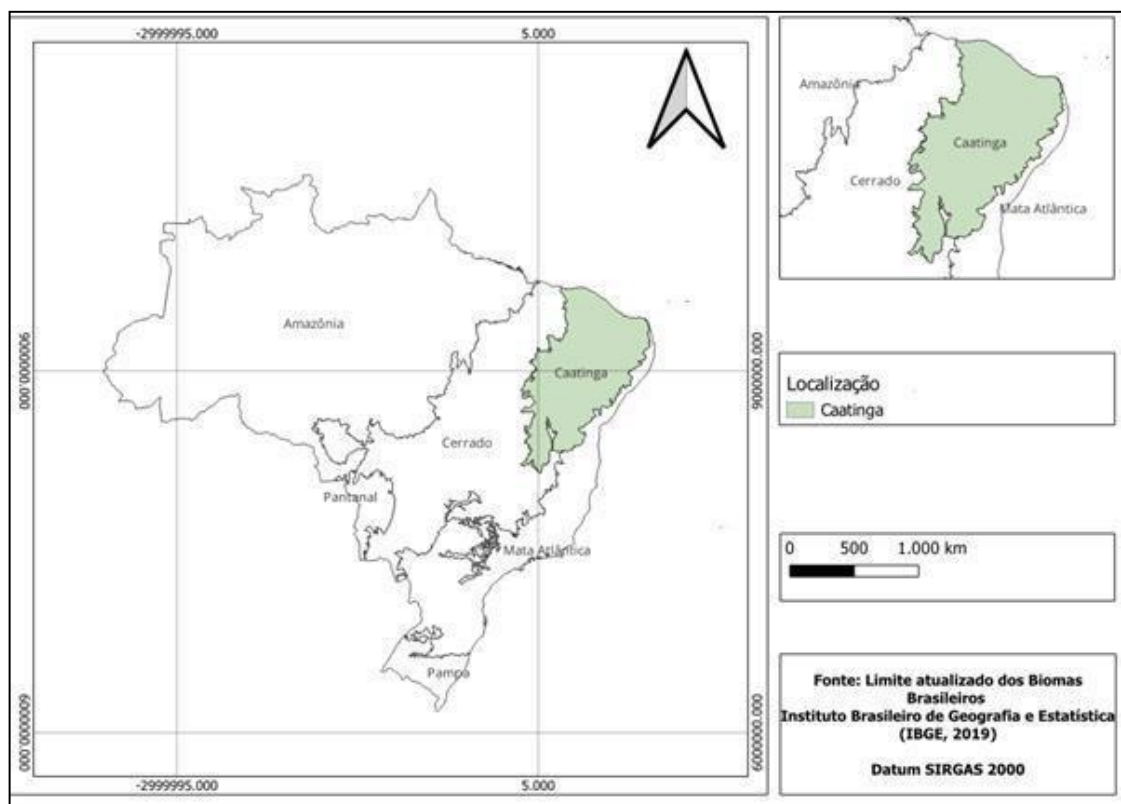 -2999995.000
5.000
Amazônia
Caatinga
Cerrado
Pantanal
Mata Atlântica
Pampa
9000000.000
9000000.000
6000000.000
6000000.000
-2999995.000
5.000
Amazônia
Caatinga
Cerrado
Mata Atlântica
Localização
Caatinga
0 500 1.000 km
Fonte: Limite atualizado dos Biomas
Brasileiros
Instituto Brasileiro de Geografia e Estatística
(IBGE, 2019)
Datum SIRGAS 2000